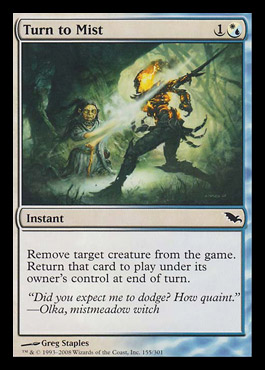 Turn to Mist 1
Instant
Remove target creature from the game.
Return that card to play under its
owner's control at end of turn.
"Did you expect me to dodge? How quaint."
—Olka, mistmeadow witch
Greg Staples
™ & © 1993–2008 Wizards of the Coast, Inc. 155/301